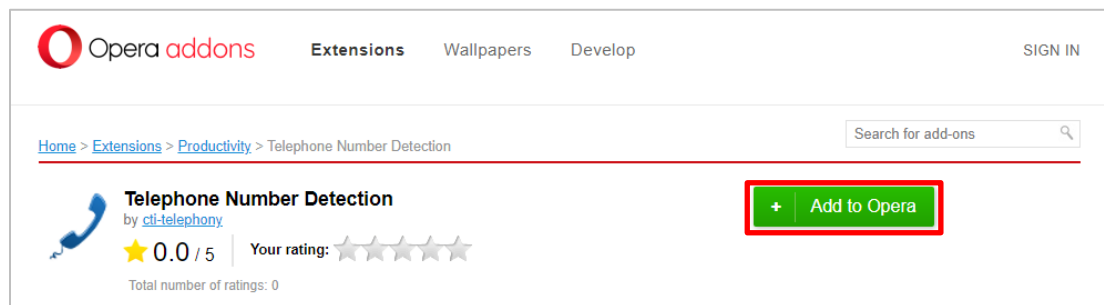 Opera addons Extensions Wallpapers Develop SIGN IN
Search for add-ons
Home > Extensions > Productivity > Telephone Number Detection
Telephone Number Detection
+ Add to Opera
by cti-telephony
0.0 / 5 Your rating:
Total number of ratings: 0